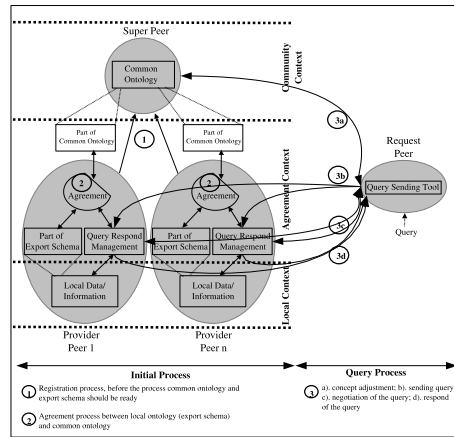 Super Peer
Common
Ontology
Community
Context
Part of
Common Ontology
1
Part of
Common Ontology
3a
Request
Peer
3b
Query Sending Tool
Query
Agreement Context
2
Agreement
2
Agreement
Part of
Export Schema
Query Respond
Management
Part of
Export Schema
Query Respond
Management
3c
3d
Local Context
Local Data/
Information
Local Data/
Information
Provider
Peer 1
Provider
Peer n
Initial Process
Query Process
1 Registration process, before the process common ontology and
export schema should be ready
2 Agreement process between local ontology (export schema)
and common ontology
3 a). concept adjustment; b). sending query
c). negotiation of the query; d). respond
of the query